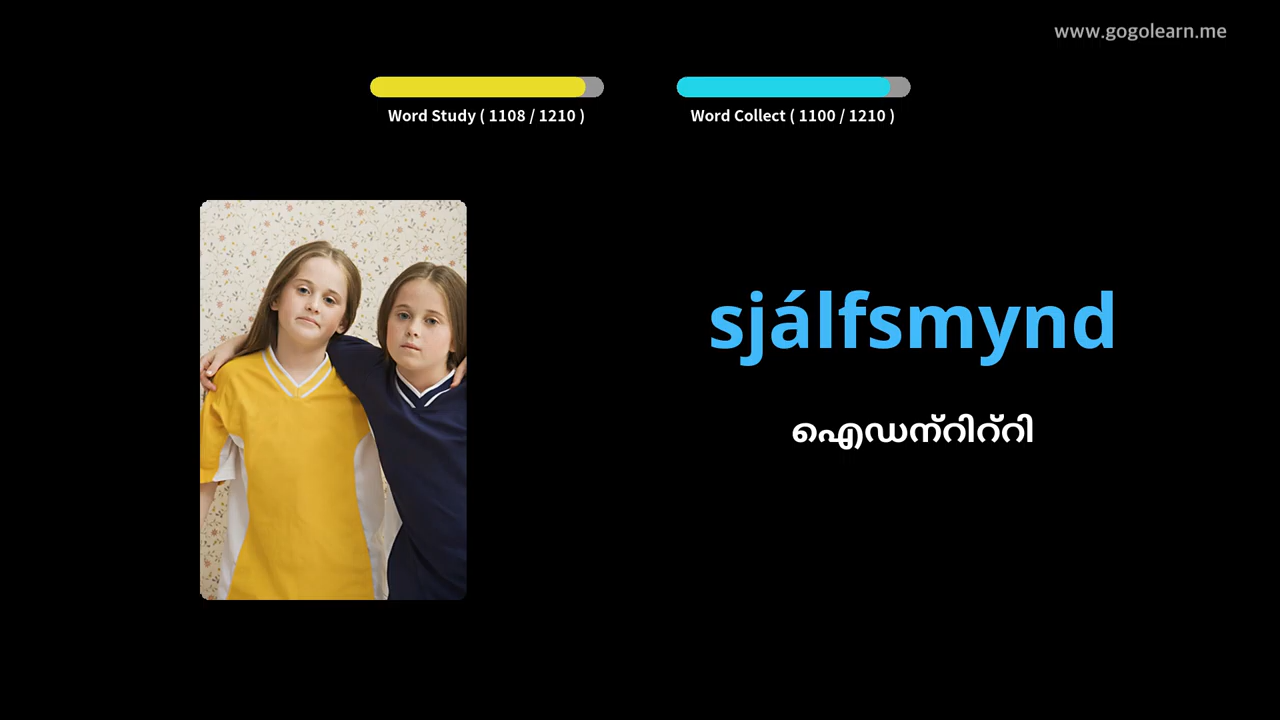 www.gogolearn.me
Word Study ( 1108 / 1210 )
Word Collect ( 1100 / 1210 )
sjálfsmynd
ഐഡന്റിറ്റി